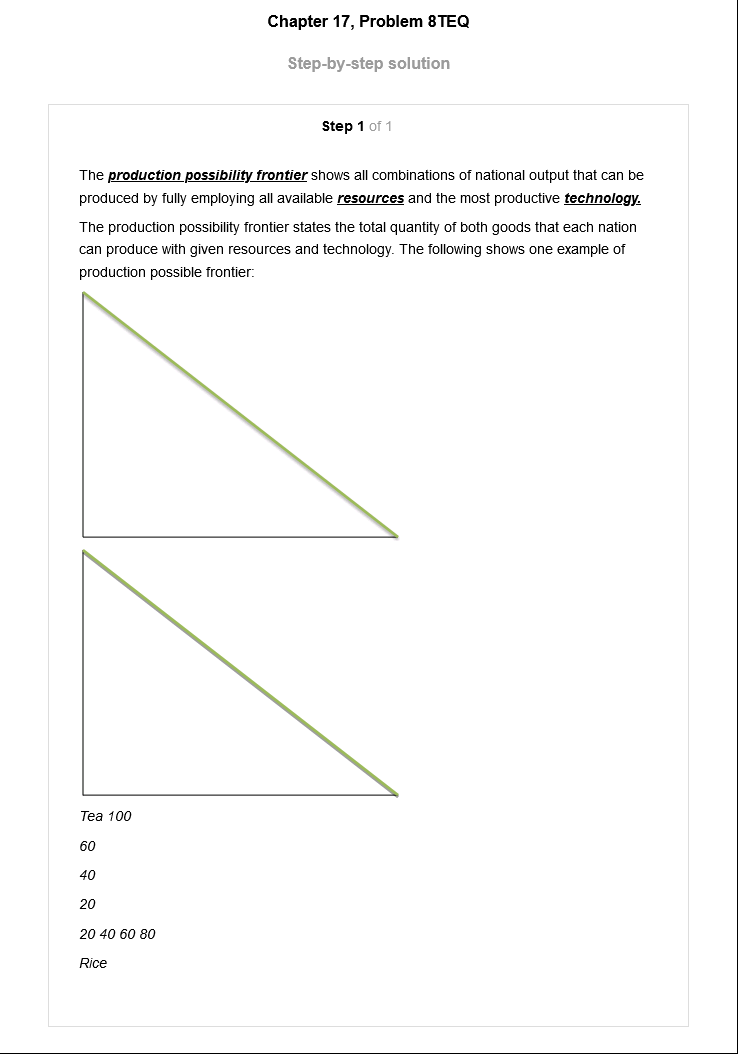 Chapter 17, Problem 8TEQ
Step-by-step solution
Step 1 of 1
The production possibility frontier shows all combinations of national output that can be
produced by fully employing all available resources and the most productive technology.
The production possibility frontier states the total quantity of both goods that each nation
can produce with given resources and technology. The following shows one example of
production possible frontier:
Tea 100
60
40
20
20 40 60 80
Rice